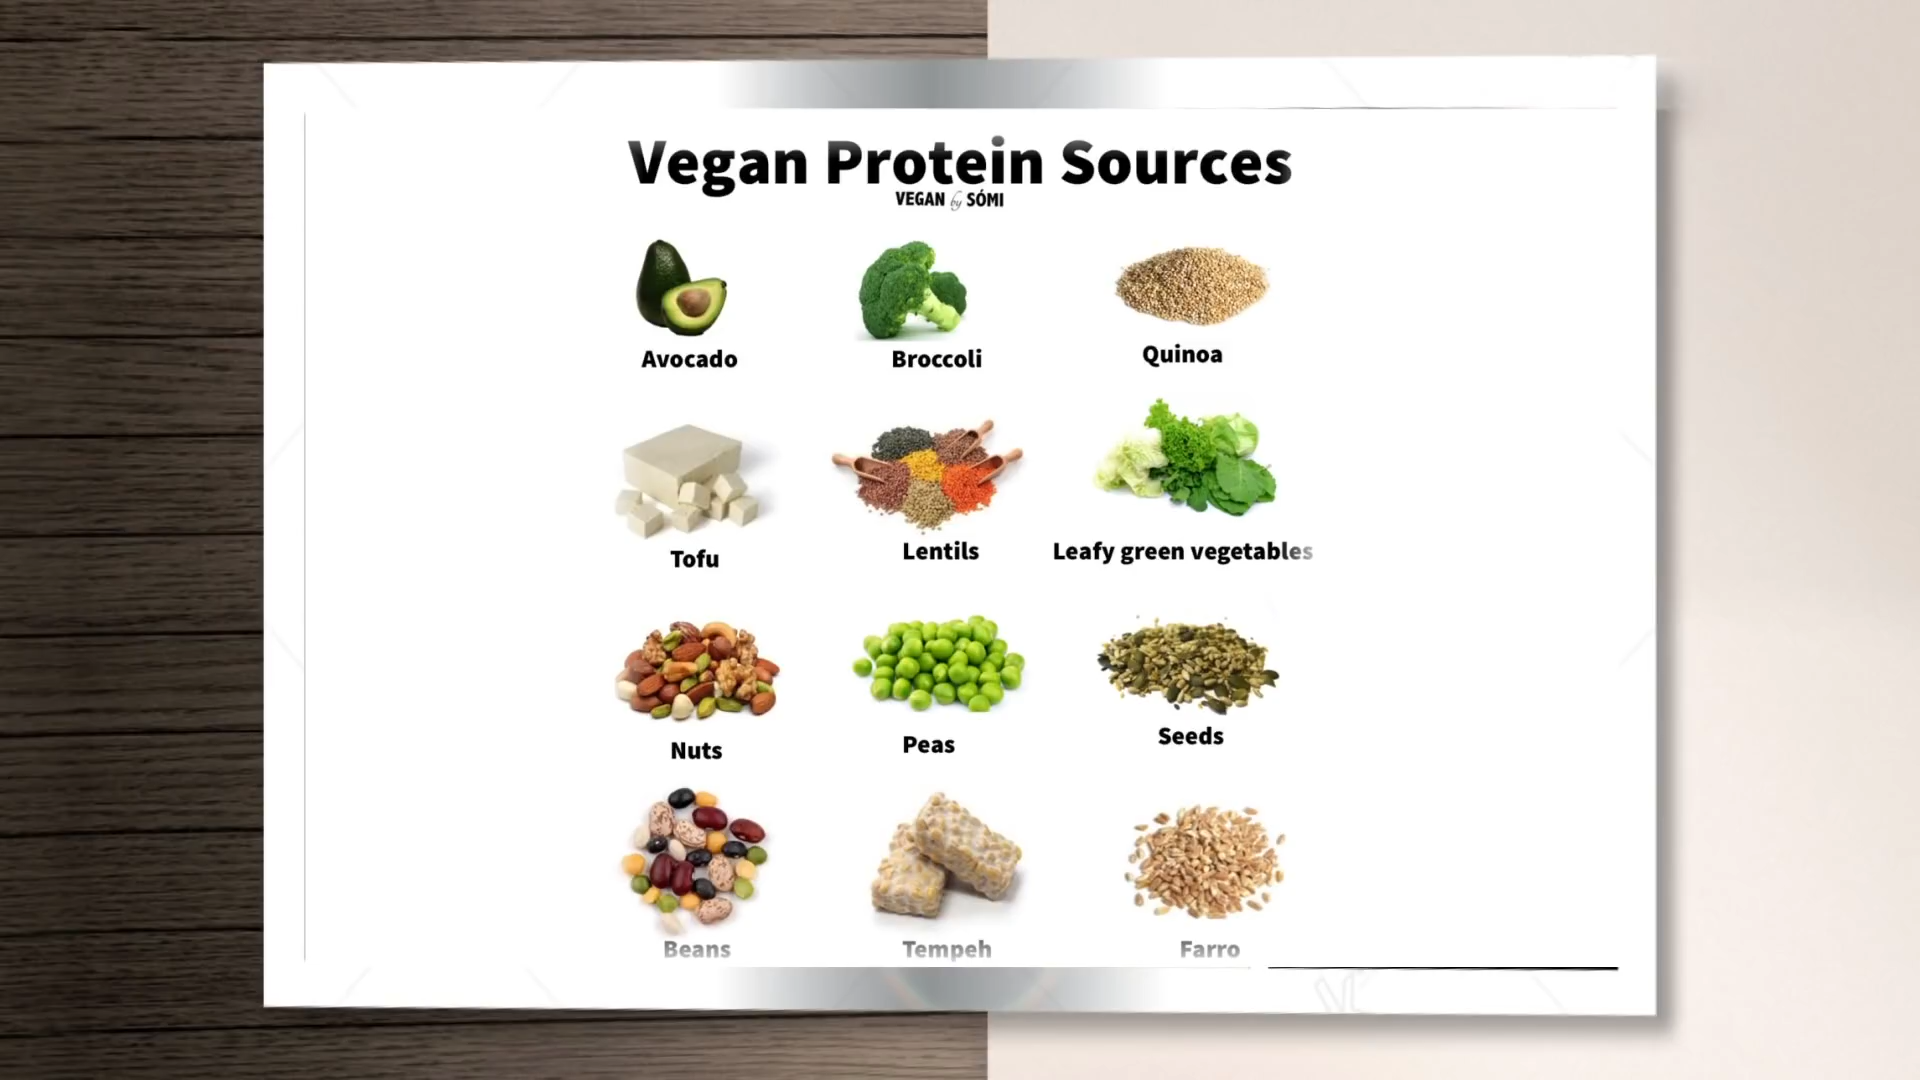 Vegan Protein Sources
VEGAN by SÓMI
Avocado
Broccoli
Quinoa
Tofu
Lentils
Leafy green vegetables
Nuts
Peas
Seeds
Beans
Tempeh
Farro